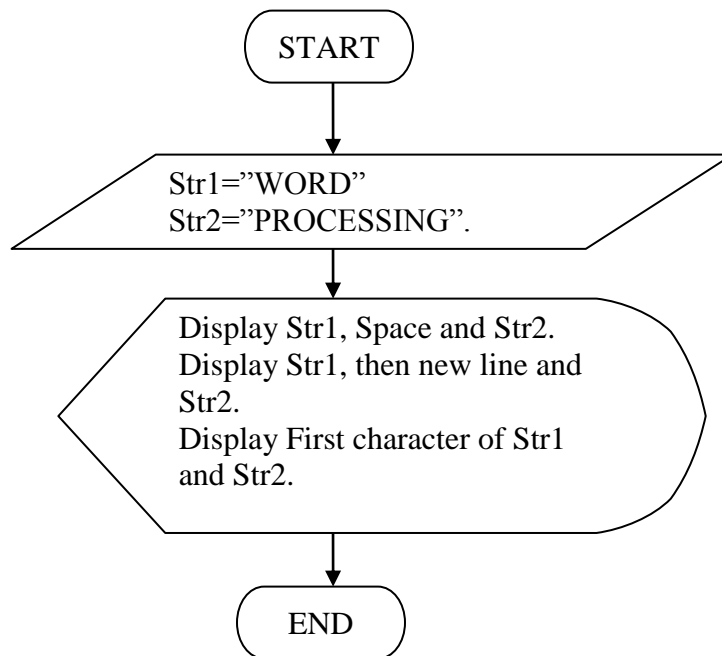 START
Str1=”WORD”
Str2=”PROCESSING”.
Display Str1, Space and Str2.
Display Str1, then new line and
Str2.
Display First character of Str1
and Str2.
END